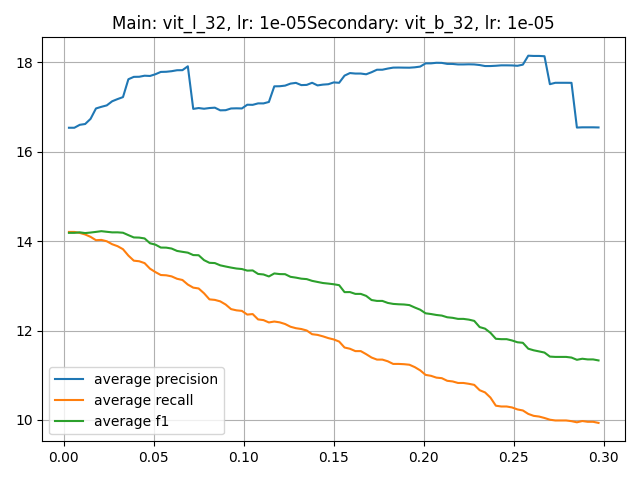 Main: vit_l_32, lr: 1e-05Secondary: vit_b_32, lr: 1e-05
18
16
14
12
10
average precision
average recall
average f1
0.00 0.05 0.10 0.15 0.20 0.25 0.30